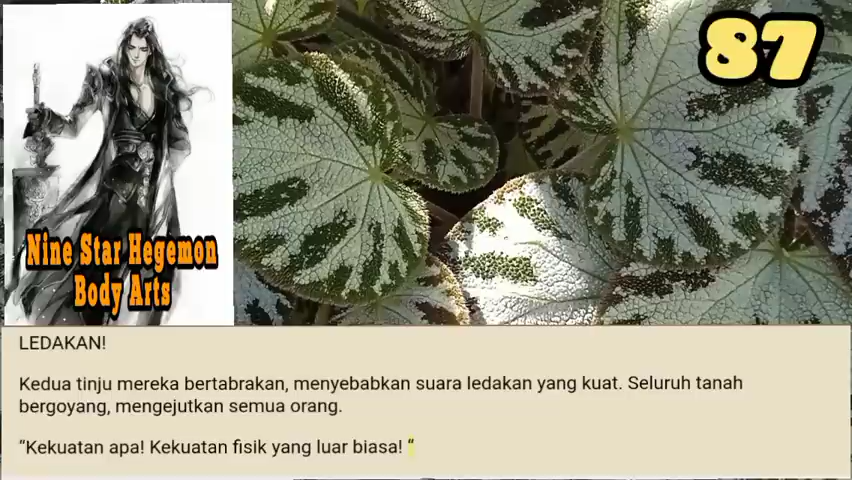 87
Nine Star Hegemon
Body Arts
LEDAKAN!
Kedua tinju mereka bertabrakan, menyebabkan suara ledakan yang kuat. Seluruh tanah
bergoyang, mengejutkan semua orang.
“Kekuatan apa! Kekuatan fisik yang luar biasa! “